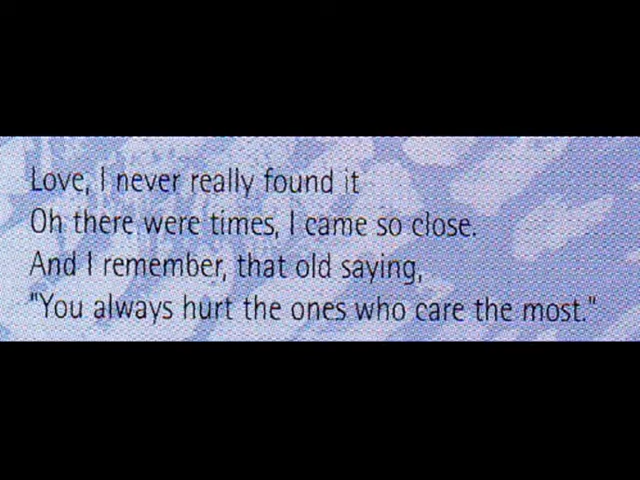 Love, I never really found it
Oh there were times, I came so close.
And I remember, that old saying,
"You always hurt the ones who care the most."